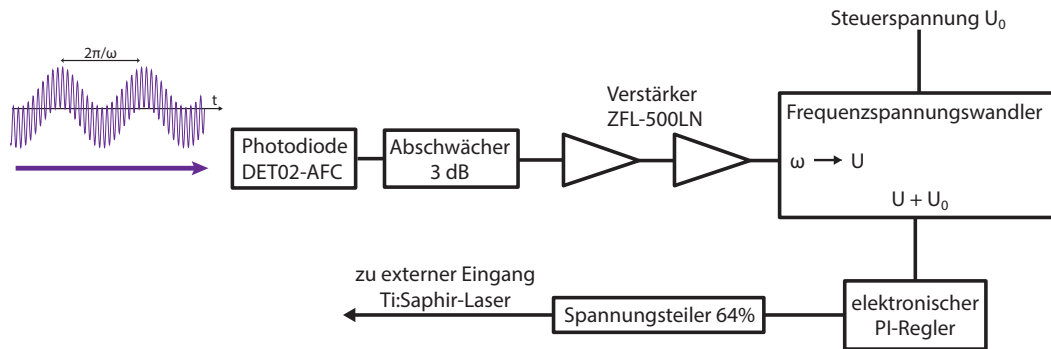 Steuerspannung U₀
2π/ω
t
Verstärker
ZFL-500LN
Frequenzspannungswandler
Photodiode
DET02-AFC
Abschwächer
3 dB
ω → U
U + U₀
zu externer Eingang
Ti:Saphir-Laser
Spannungsteiler 64%
elektronischer
PI-Regler